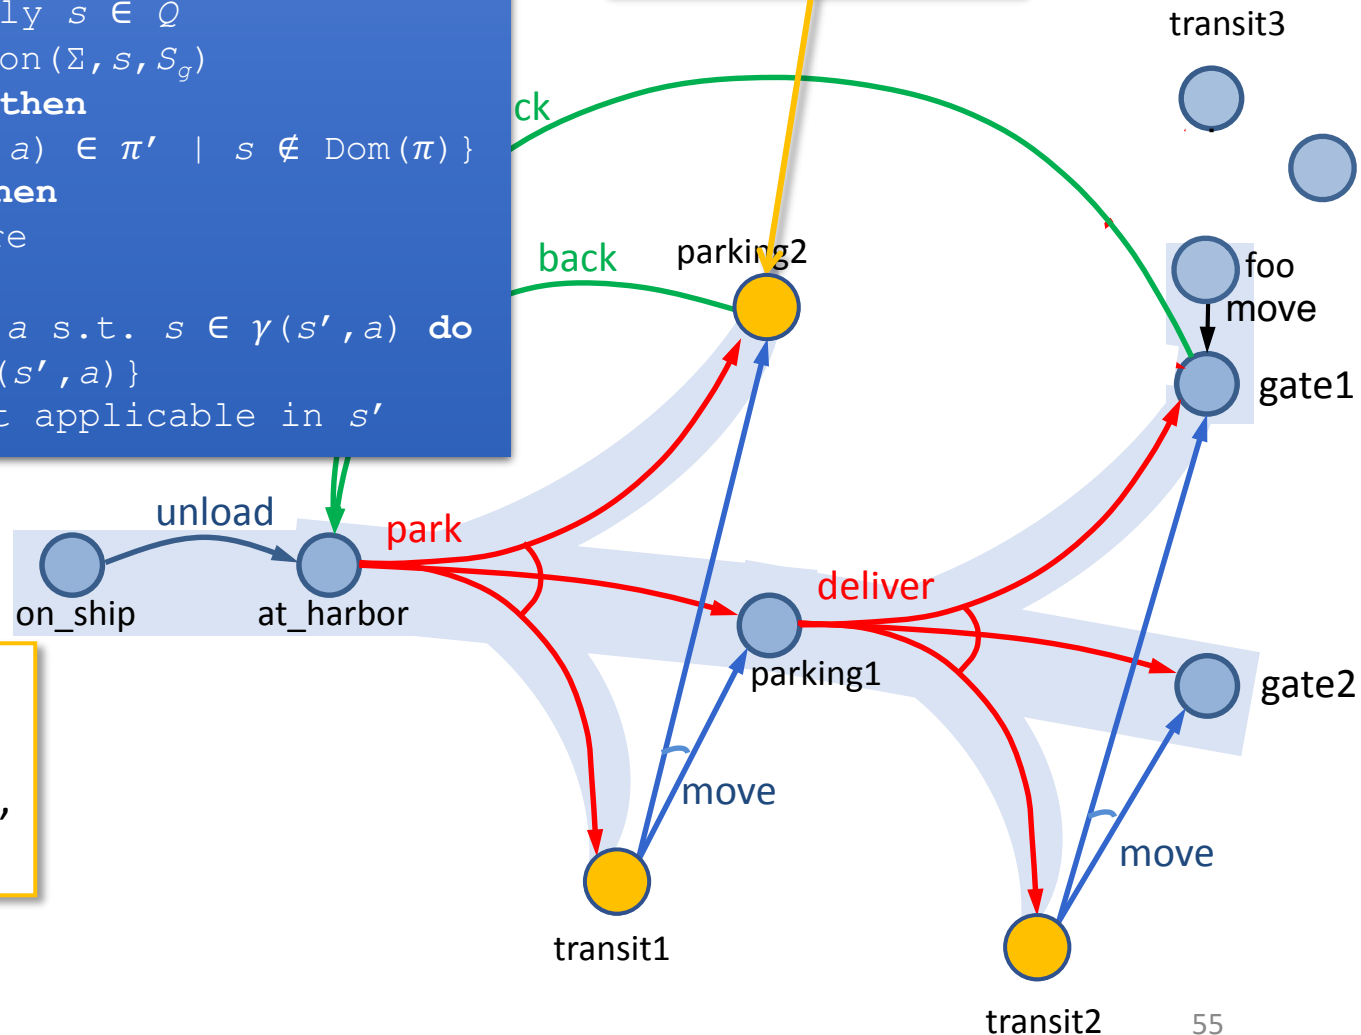 ly s ∈ Q
on(Σ,s,S_g)
then
a) ∈ π′ | s ∉ Dom(π)}
hen
re
a s.t. s ∈ γ(s′,a) do
(s′,a)}
t applicable in s′
transit3
ck
back
parking2
foo
move
gate1
unload
park
on_ship
at_harbor
deliver
parking1
gate2
,
move
move
transit1
transit2
55